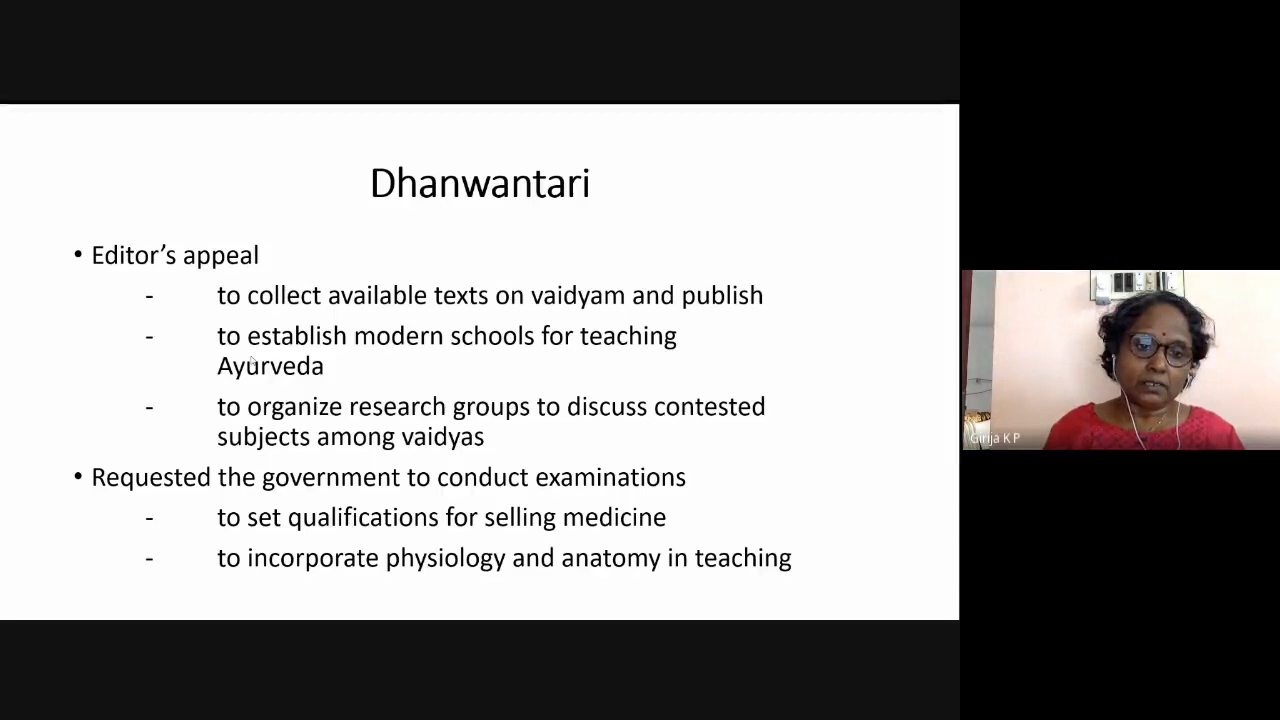 Dhanwantari
• Editor’s appeal
- to collect available texts on vaidyam and publish
- to establish modern schools for teaching
Ayurveda
- to organize research groups to discuss contested
subjects among vaidyas
• Requested the government to conduct examinations
- to set qualifications for selling medicine
- to incorporate physiology and anatomy in teaching
Girija K P